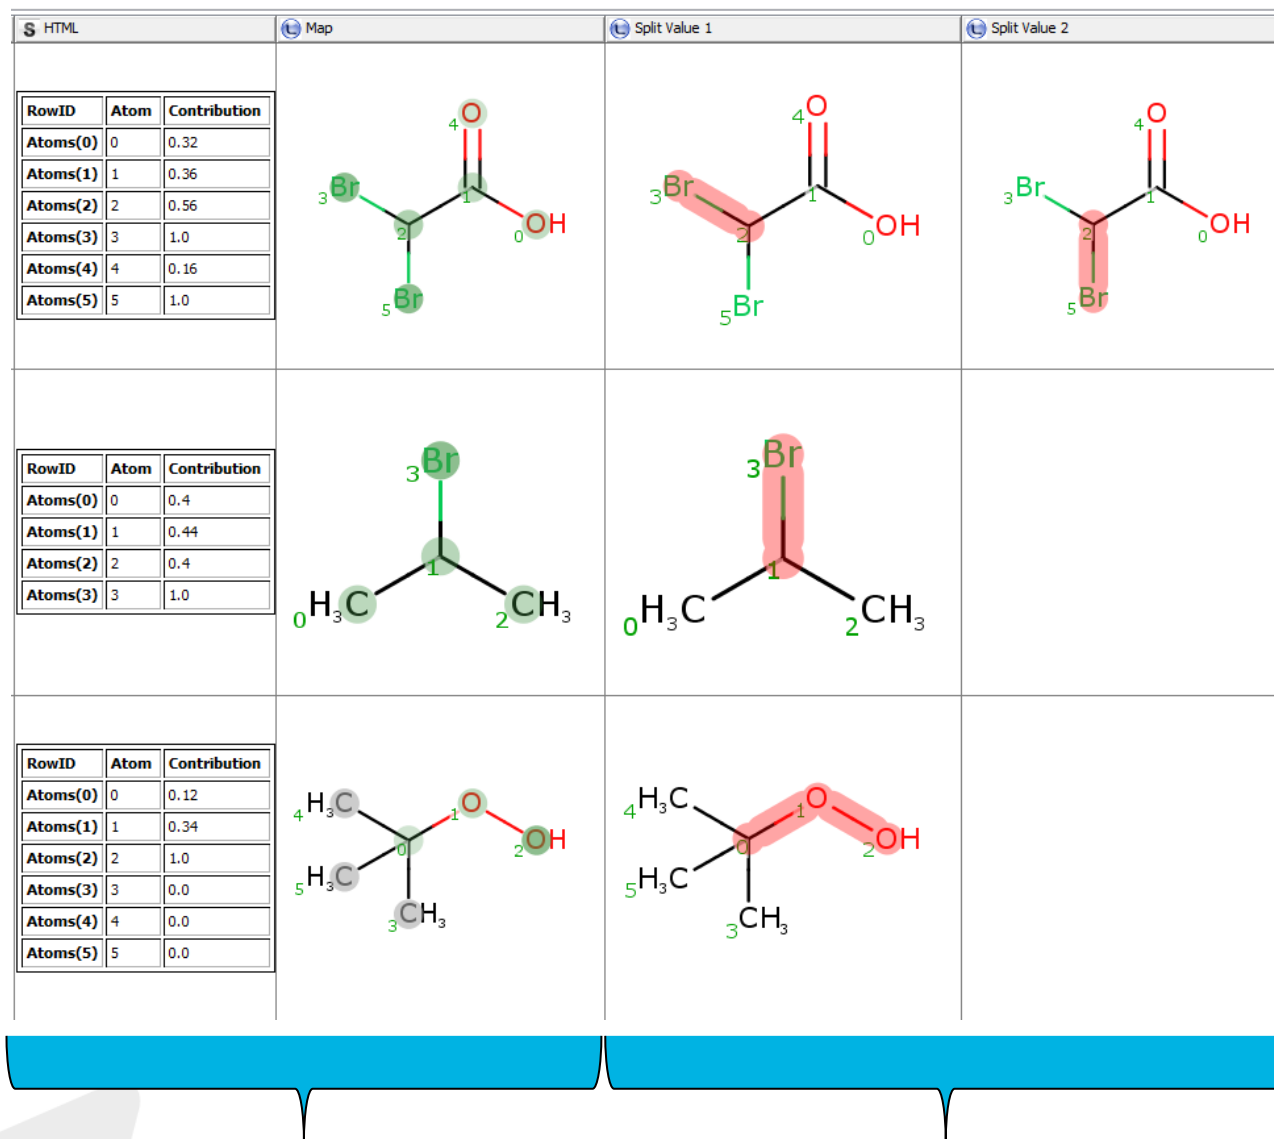 S HTML Map Split Value 1 Split Value 2
RowID Atom Contribution
Atoms(0) 0 0.32
Atoms(1) 1 0.36
Atoms(2) 2 0.56
Atoms(3) 3 1.0
Atoms(4) 4 0.16
Atoms(5) 5 1.0
O 4
Br 3
1
2
OH 0
Br 5
O 4
Br 3
1
2
OH 0
Br 5
O 4
Br 3
1
2
OH 0
Br 5
RowID Atom Contribution
Atoms(0) 0 0.4
Atoms(1) 1 0.44
Atoms(2) 2 0.4
Atoms(3) 3 1.0
3 Br
1
0 H3C
2 CH3
3 Br
1
0 H3C
2 CH3
RowID Atom Contribution
Atoms(0) 0 0.12
Atoms(1) 1 0.34
Atoms(2) 2 1.0
Atoms(3) 3 0.0
Atoms(4) 4 0.0
Atoms(5) 5 0.0
4 H3C
1 O
0
2 OH
5 H3C
3 CH3
4 H3C
1 O
0
2 OH
5 H3C
3 CH3